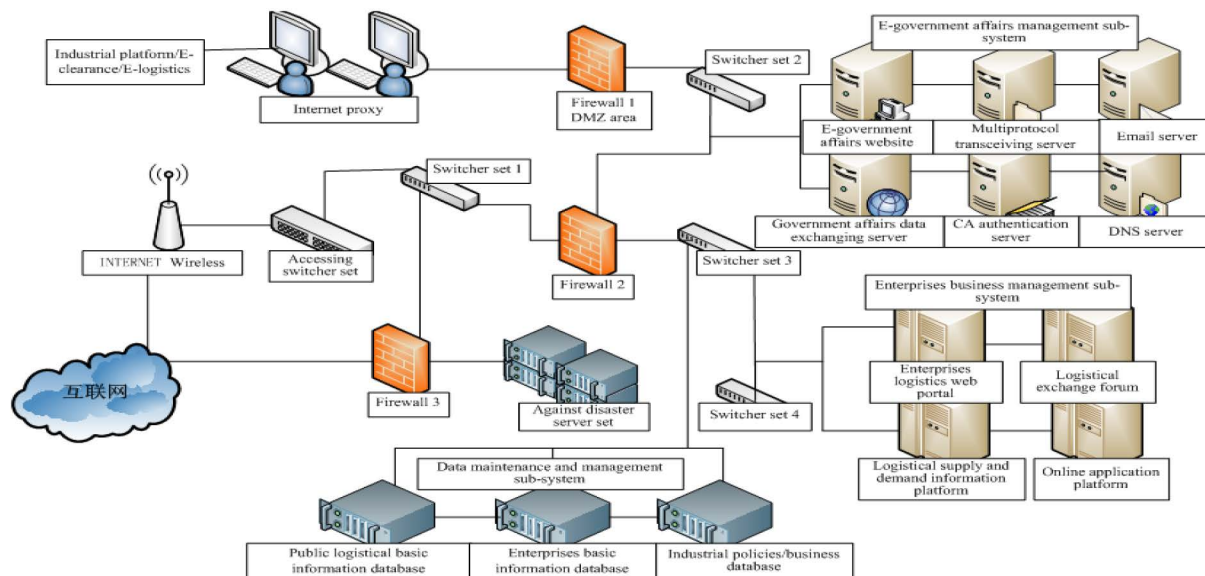 E-government affairs management sub-
system
Industrial platform/E-
clearance/E-logistics
Switcher set 2
Internet proxy
Firewall 1
DMZ area
E-government
affairs website
Multiprotocol
transceiving server
Email server
Switcher set 1
Government affairs data
exchanging server
CA authentication
server
DNS server
INTERNET Wireless
Accessing
switcher set
Firewall 2
Switcher set 3
Enterprises business management sub-
system
互联网
Firewall 3
Against disaster
server set
Switcher set 4
Enterprises
logistics web
portal
Logistical
exchange forum
Logistical supply and
demand information
platform
Online application
platform
Data maintenance and management
sub-system
Public logistical basic
information database
Enterprises basic
information database
Industrial policies/business
database